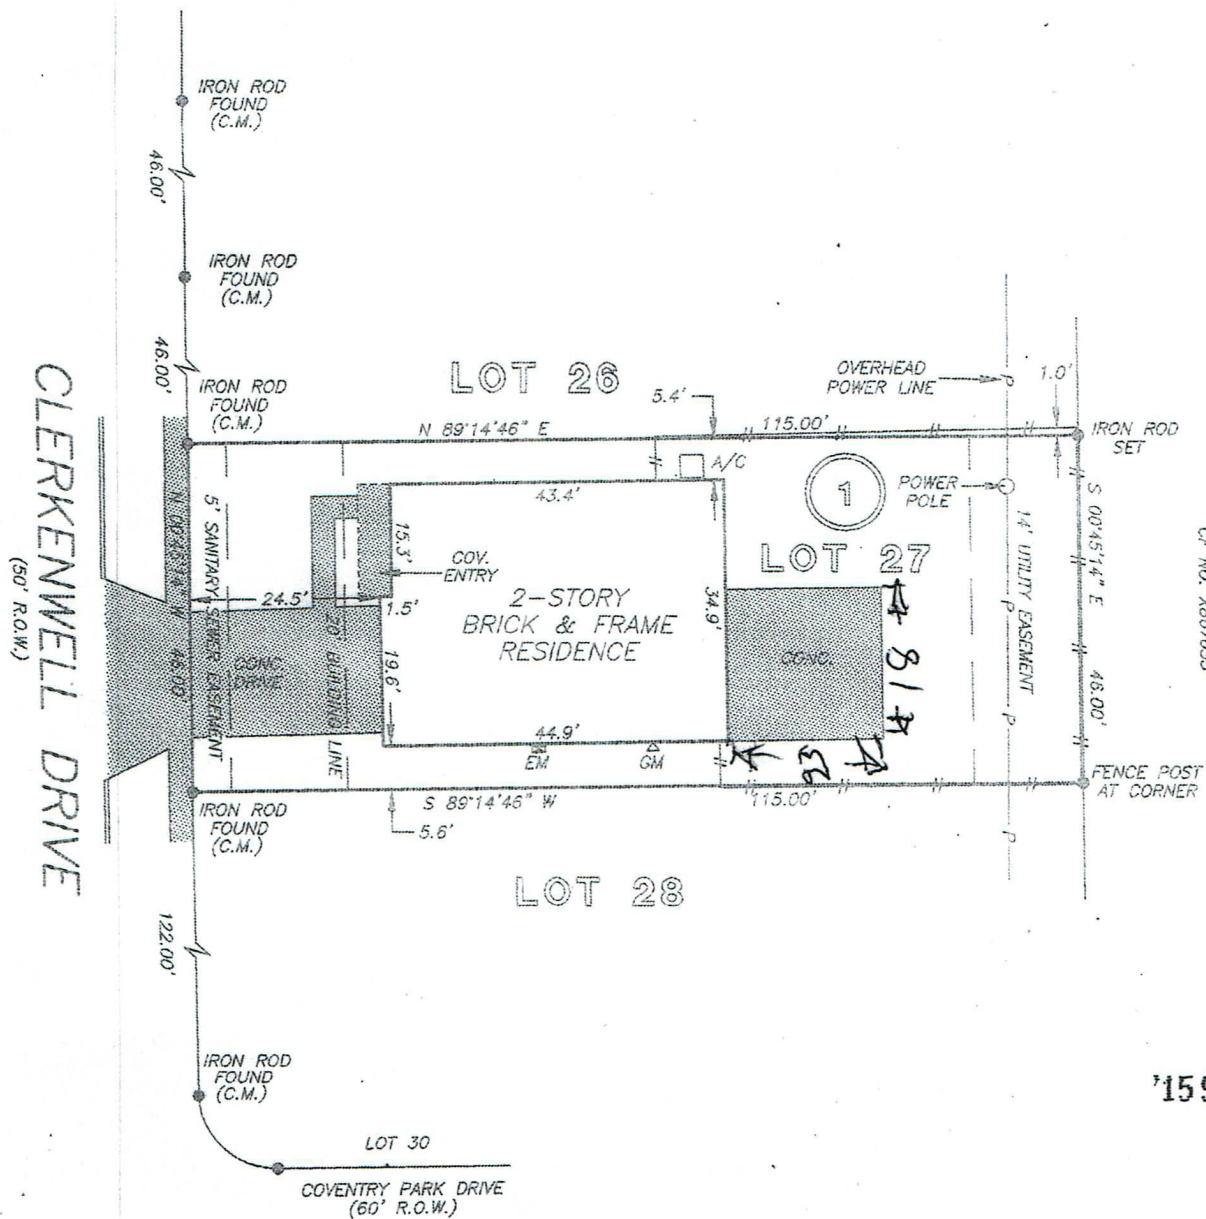 IRON ROD
FOUND
(C.M.)
46.00'
IRON ROD
FOUND
(C.M.)
46.00'
IRON ROD
FOUND
(C.M.)
LOT 26
5.4'
OVERHEAD
POWER LINE
P
1.0'
N 89°14'46" E
115.00'
IRON ROD
SET
A/C
1
POWER
POLE
43.4'
LOT 27
14' UTILITY EASEMENT
S 00°45'14" E
46.00'
P
P
P
CLERKENWELL DRIVE
(50' R.O.W.)
N 00°45'14" W
46.00'
5' SANITARY SEWER EASEMENT
24.5'
CONC.
DRIVE
20' BUILDING LINE
15.3'
COV.
ENTRY
1.5'
19.6'
2-STORY
BRICK & FRAME
RESIDENCE
34.9'
CONC.
18
44.9'
EM
GM
S 89°14'46" W
115.00'
5.6'
FENCE POST
AT CORNER
IRON ROD
FOUND
(C.M.)
LOT 28
122.00'
IRON ROD
FOUND
(C.M.)
'159
LOT 30
COVENTRY PARK DRIVE
(60' R.O.W.)